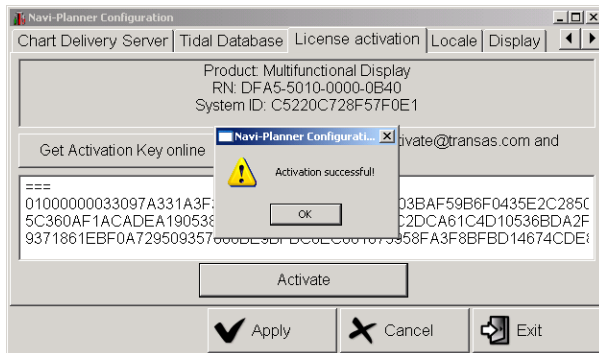 Navi-Planner Configuration
Chart Delivery Server Tidal Database License activation Locale Display
Product: Multifunctional Display
RN: DFA5-5010-0000-0B40
System ID: C5220C728F57F0E1
Get Activation Key online
ivate@transas.com and
Navi-Planner Configurati...
Activation successful!
OK
===
01000000033097A331A3F 03BAF59B6F0435E2C285C
5C360AF1ACADEA190538 C2DCA61C4D10536BDA2F
9371861EBF0A729509357
Activate
Apply Cancel Exit